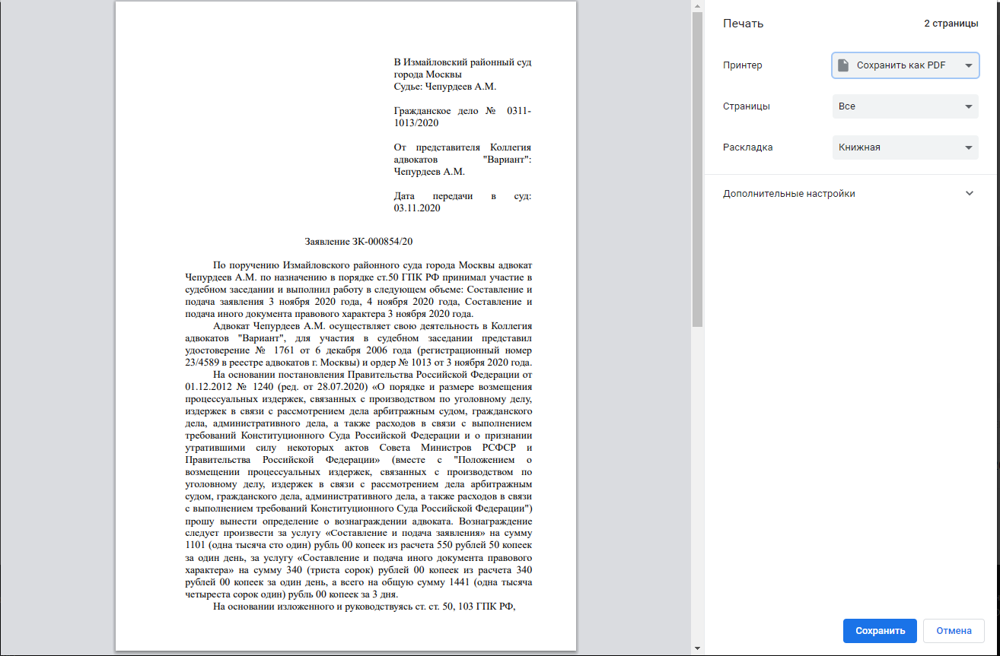 В Измайловский районный суд
города Москвы
Судье: Чепурдеев А.М.
Гражданское дело № 0311-
1013/2020
От представителя Коллегия
адвокатов "Вариант":
Чепурдеев А.М.
Дата передачи в суд:
03.11.2020
Заявление ЗК-000854/20
По поручению Измайловского районного суда города Москвы адвокат
Чепурдеев А.М. по назначению в порядке ст.50 ГПК РФ принимал участие в
судебном заседании и выполнил работу в следующем объеме: Составление и
подача заявления 3 ноября 2020 года, 4 ноября 2020 года, Составление и
подача иного документа правового характера 3 ноября 2020 года.
Адвокат Чепурдеев А.М. осуществляет свою деятельность в Коллегия
адвокатов "Вариант", для участия в судебном заседании представил
удостоверение № 1761 от 6 декабря 2006 года (регистрационный номер
23/4589 в реестре адвокатов г. Москвы) и ордер № 1013 от 3 ноября 2020 года.
На основании постановления Правительства Российской Федерации от
01.12.2012 № 1240 (ред. от 28.07.2020) «О порядке и размере возмещения
процессуальных издержек, связанных с производством по уголовному делу,
издержек в связи с рассмотрением дела арбитражным судом, гражданского
дела, административного дела, а также расходов в связи с выполнением
требований Конституционного Суда Российской Федерации и о признании
утратившими силу некоторых актов Совета Министров РСФСР и
Правительства Российской Федерации» (вместе с "Положением о
возмещении процессуальных издержек, связанных с производством по
уголовному делу, издержек в связи с рассмотрением дела арбитражным
судом, гражданского дела, административного дела, а также расходов в связи
с выполнением требований Конституционного Суда Российской Федерации")
прошу вынести определение о вознаграждении адвоката. Вознаграждение
следует произвести за услугу «Составление и подача заявления» на сумму
1101 (одна тысяча сто один) рубль 00 копеек из расчета 550 рублей 50 копеек
за один день, за услугу «Составление и подача иного документа правового
характера» на сумму 340 (триста сорок) рублей 00 копеек из расчета 340
рублей 00 копеек за один день, а всего на общую сумму 1441 (одна тысяча
четыреста сорок один) рубль 00 копеек за 3 дня.
На основании изложенного и руководствуясь ст. ст. 50, 103 ГПК РФ,
Печать 2 страницы
Принтер Сохранить как PDF
Страницы Все
Раскладка Книжная
Дополнительные настройки
Сохранить Отмена